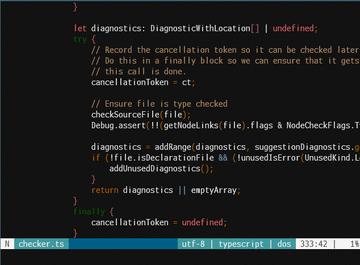 }
let diagnostics: DiagnosticWithLocation[] | undefined;
try {
// Record the cancellation token so it can be checked later
// Do this in a finally block so we can ensure that it gets
// this call is done.
cancellationToken = ct;
// Ensure file is type checked
checkSourceFile(file);
Debug.assert(!!(getNodeLinks(file).flags & NodeCheckFlags.T
diagnostics = addRange(diagnostics, suggestionDiagnostics.g
if (!file.isDeclarationFile && (!unusedIsError(UnusedKind.L
addUnusedDiagnostics();
}
return diagnostics || emptyArray;
}
finally {
cancellationToken = undefined;
}
N checker.ts utf-8 | typescript | dos 333:42 | 1%